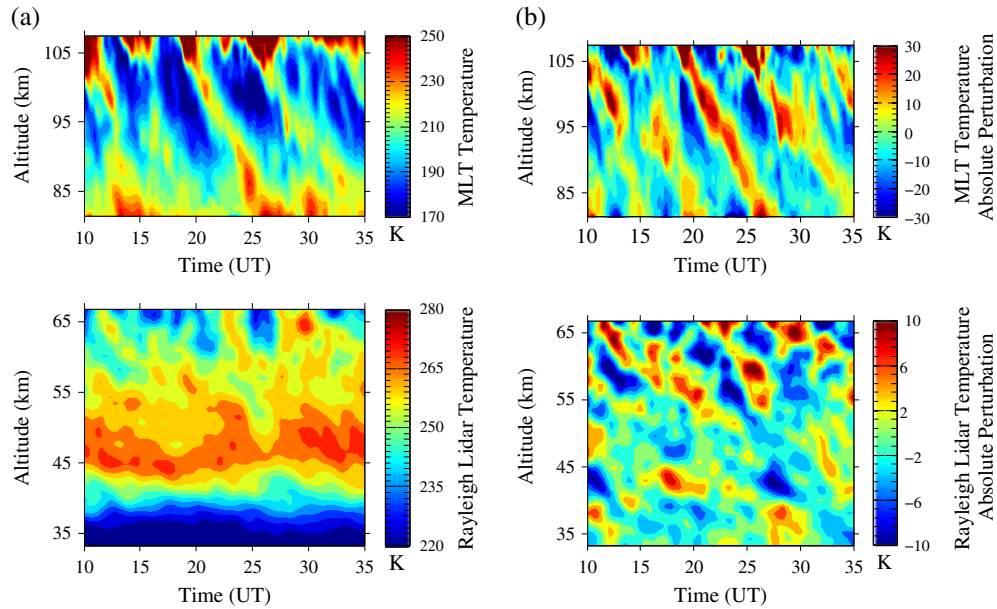 (a)
(b)
105
95
85
Altitude (km)
10 15 20 25 30 35
Time (UT)
250
230
210
190
170
K
MLT Temperature
105
95
85
Altitude (km)
10 15 20 25 30 35
Time (UT)
30
20
10
0
−10
−20
−30
K
MLT Temperature
Absolute Perturbation
65
55
45
35
Altitude (km)
10 15 20 25 30 35
Time (UT)
280
265
250
235
220
K
Rayleigh Lidar Temperature
65
55
45
35
Altitude (km)
10 15 20 25 30 35
Time (UT)
10
6
2
−2
−6
−10
K
Rayleigh Lidar Temperature
Absolute Perturbation